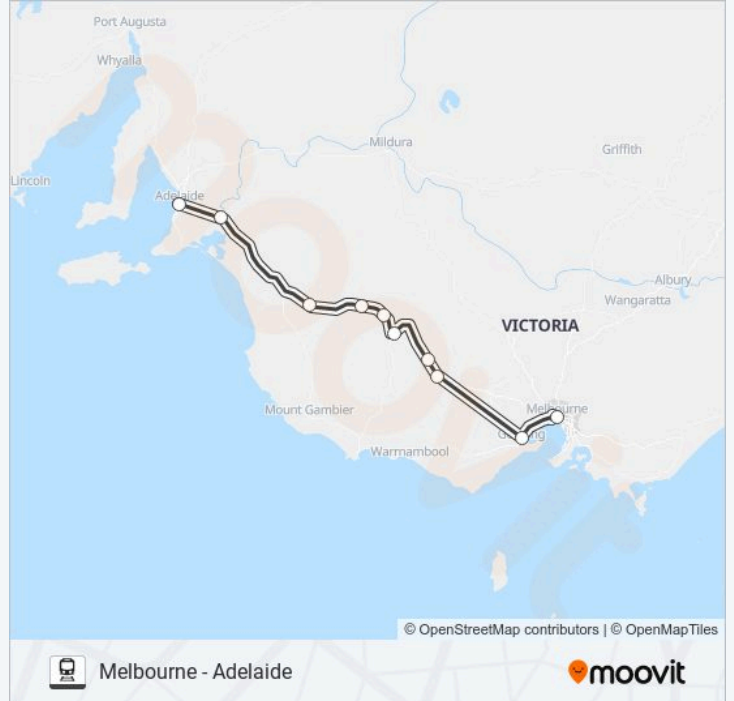 Port Augusta
Whyalla
Mildura
Griffith
Lincoln
Adelaide
Albury
Wangaratta
VICTORIA
Mount Gambier
Melbourne
Warrnambool
© OpenStreetMap contributors | © OpenMapTiles
Melbourne - Adelaide
moovit